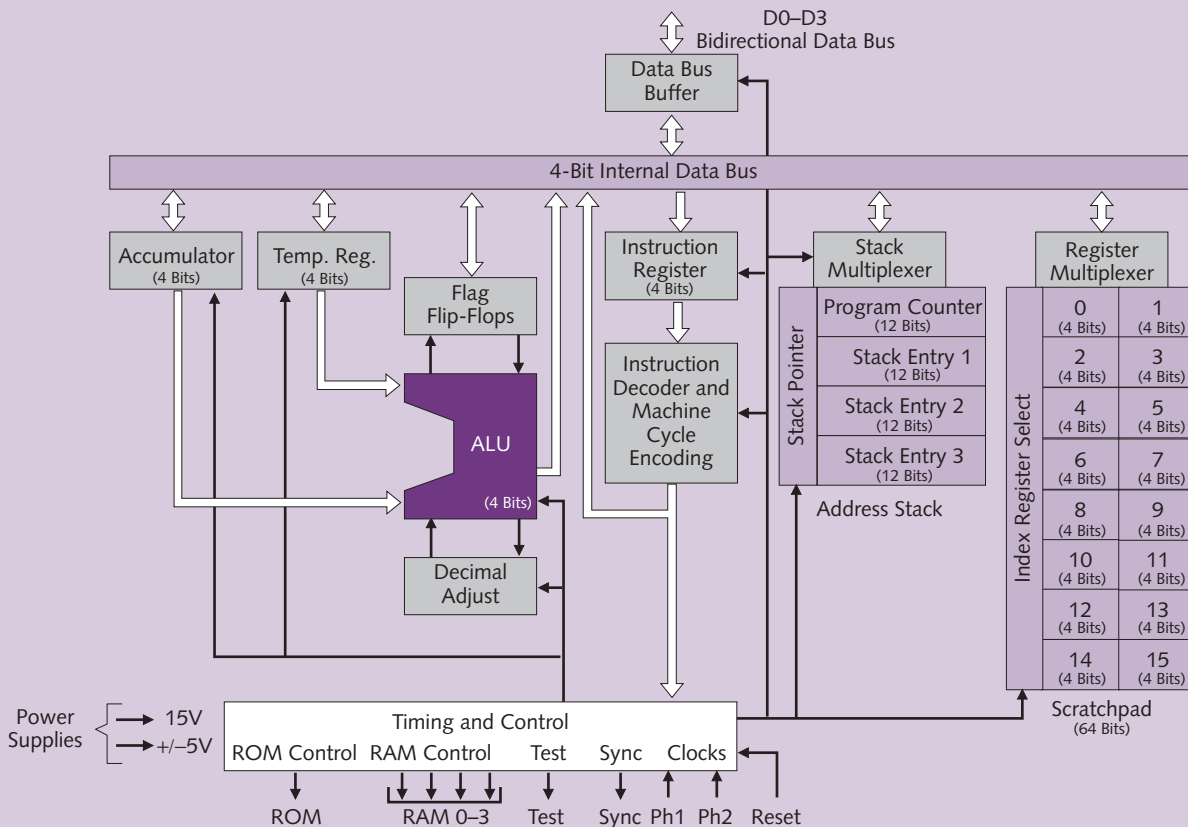 D0–D3
Bidirectional Data Bus
Data Bus
Buffer
4-Bit Internal Data Bus
Accumulator
(4 Bits)
Temp. Reg.
(4 Bits)
Flag
Flip-Flops
Instruction
Register
(4 Bits)
Stack
Multiplexer
Register
Multiplexer
ALU
(4 Bits)
Decimal
Adjust
Instruction
Decoder and
Machine
Cycle
Encoding
Stack Pointer
Program Counter
(12 Bits)
Stack Entry 1
(12 Bits)
Stack Entry 2
(12 Bits)
Stack Entry 3
(12 Bits)
Address Stack
Index Register Select
0
(4 Bits)
1
(4 Bits)
2
(4 Bits)
3
(4 Bits)
4
(4 Bits)
5
(4 Bits)
6
(4 Bits)
7
(4 Bits)
8
(4 Bits)
9
(4 Bits)
10
(4 Bits)
11
(4 Bits)
12
(4 Bits)
13
(4 Bits)
14
(4 Bits)
15
(4 Bits)
Scratchpad
(64 Bits)
Power
Supplies
15V
+/–5V
Timing and Control
ROM Control RAM Control Test Sync Clocks
ROM RAM 0–3 Test Sync Ph1 Ph2 Reset